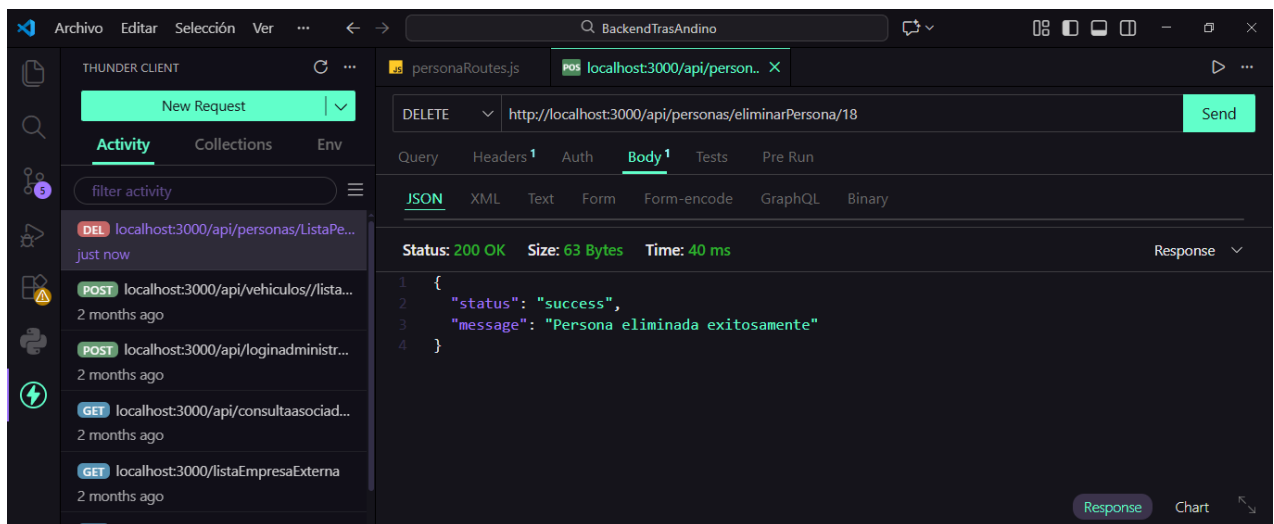 Archivo Editar Selección Ver ··· ← → BackendTrasAndino
THUNDER CLIENT ···
New Request
Activity Collections Env
filter activity
DEL localhost:3000/api/personas/ListaPe...
just now
POST localhost:3000/api/vehiculos//lista...
2 months ago
POST localhost:3000/api/loginadministr...
2 months ago
GET localhost:3000/api/consultaasociad...
2 months ago
GET localhost:3000/listaEmpresaExterna
2 months ago
5
JS personaRoutes.js POS localhost:3000/api/person.. ×
DELETE http://localhost:3000/api/personas/eliminarPersona/18 Send
Query Headers 1 Auth Body 1 Tests Pre Run
JSON XML Text Form Form-encode GraphQL Binary
Status: 200 OK Size: 63 Bytes Time: 40 ms Response
1 {
2 "status": "success",
3 "message": "Persona eliminada exitosamente"
4 }
Response Chart